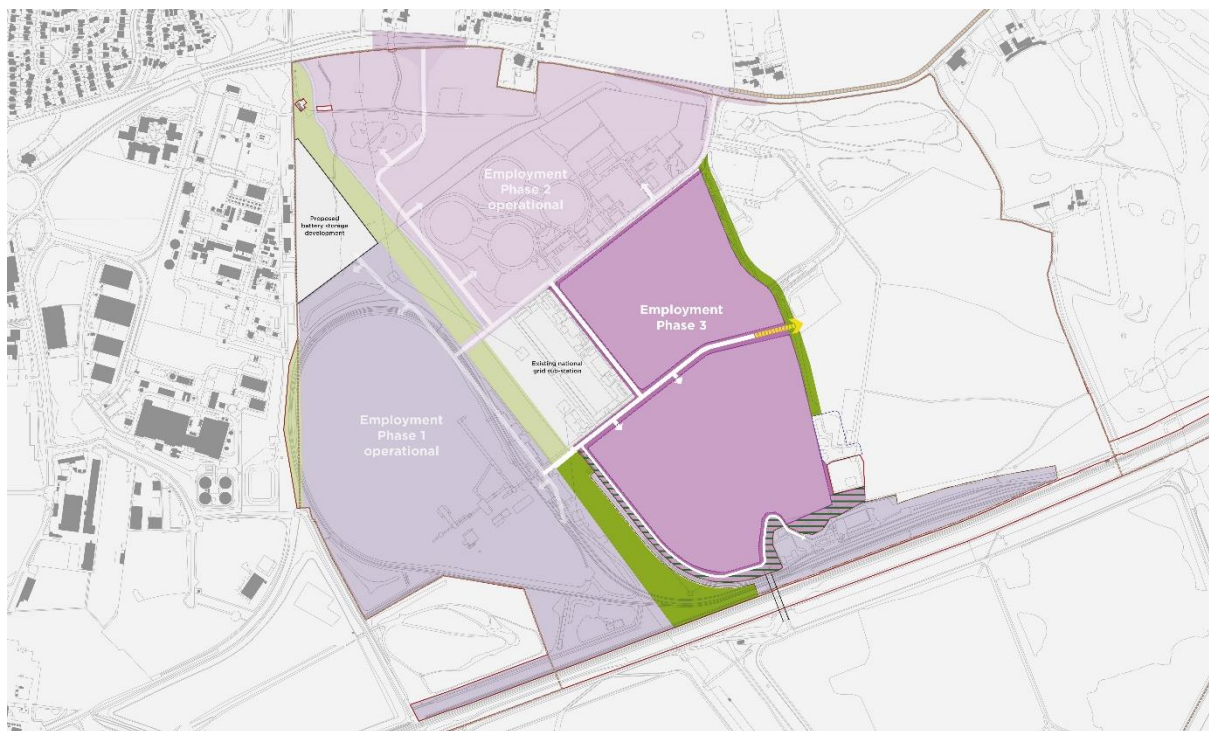 Employment
Phase 2
operational
Proposed
battery storage
development
Employment
Phase 3
Existing national
grid sub-station
Employment
Phase 1
operational